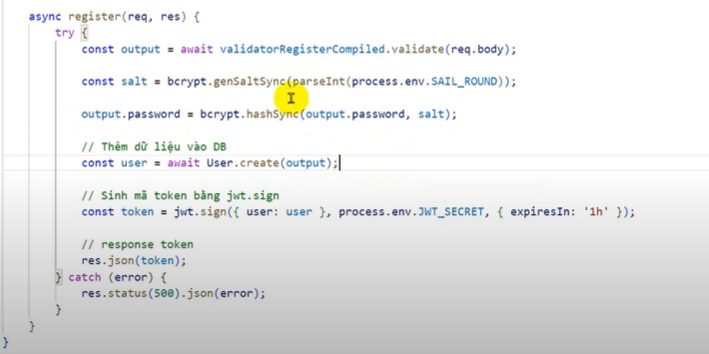 async register(req, res) {
try {
const output = await validatorRegisterCompiled.validate(req.body);
const salt = bcrypt.genSaltSync(parseInt(process.env.SAIL_ROUND));
output.password = bcrypt.hashSync(output.password, salt);
// Thêm dữ liệu vào DB
const user = await User.create(output);
// Sinh mã token bằng jwt.sign
const token = jwt.sign({ user: user }, process.env.JWT_SECRET, { expiresIn: '1h' });
// response token
res.json(token);
} catch (error) {
res.status(500).json(error);
}
}
}